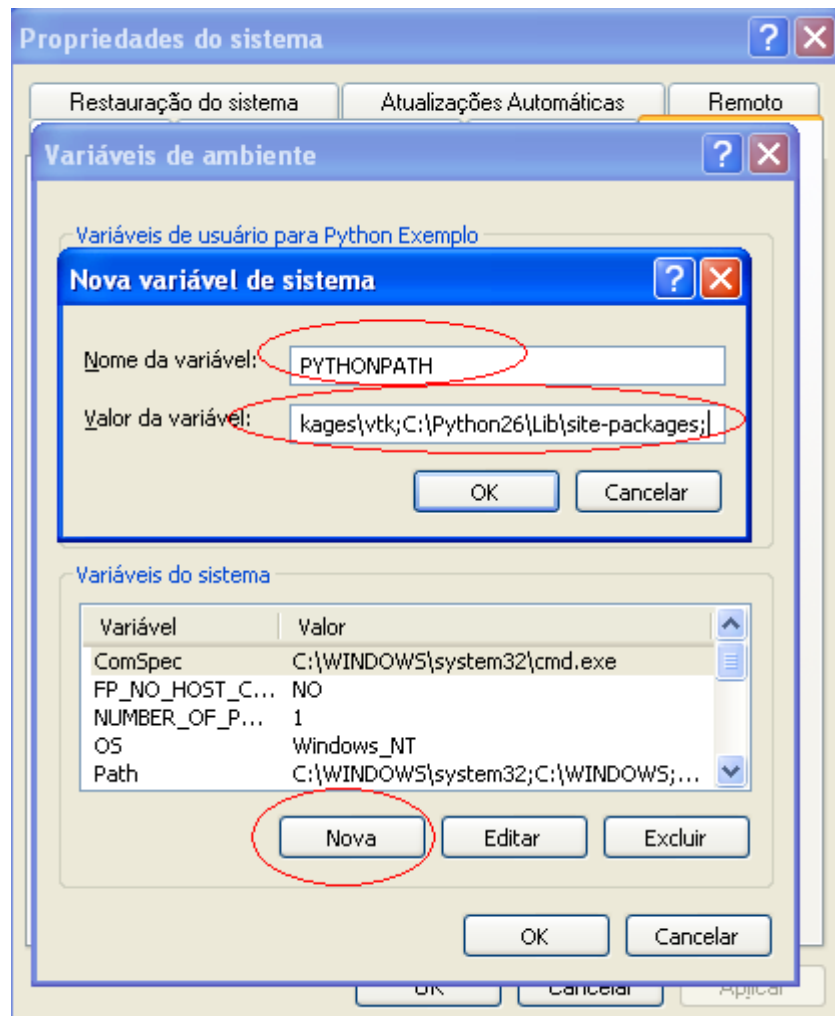 Propriedades do sistema
Restauração do sistema
Atualizações Automáticas
Remoto
Variáveis de ambiente
Variáveis de usuário para Python Exemplo
Nova variável de sistema
Nome da variável:
PYTHONPATH
Valor da variável:
kages\vtk;C:\Python26\Lib\site-packages;
OK
Cancelar
Variáveis do sistema
Variável Valor
ComSpec C:\WINDOWS\system32\cmd.exe
FP_NO_HOST_C... NO
NUMBER_OF_P... 1
OS Windows_NT
Path C:\WINDOWS\system32;C:\WINDOWS;...
Nova
Editar
Excluir
OK
Cancelar
OK
Cancelar
Aplicar